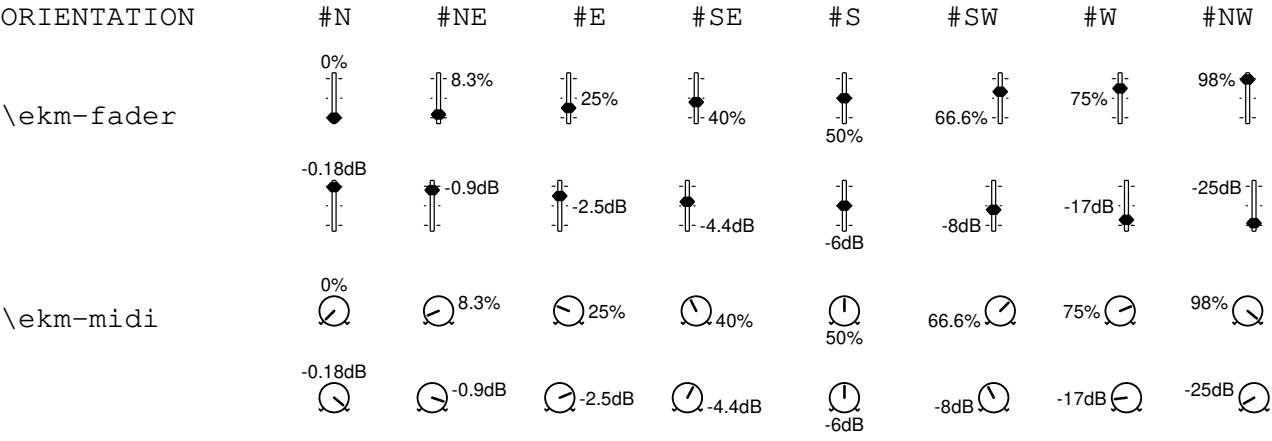 ORIENTATION #N #NE #E #SE #S #SW #W #NW
\ekm-fader 0% 8.3% 25% 40% 50% 66.6% 75% 98%
-0.18dB -0.9dB -2.5dB -4.4dB -6dB -8dB -17dB -25dB
\ekm-midi 0% 8.3% 25% 40% 50% 66.6% 75% 98%
-0.18dB -0.9dB -2.5dB -4.4dB -6dB -8dB -17dB -25dB